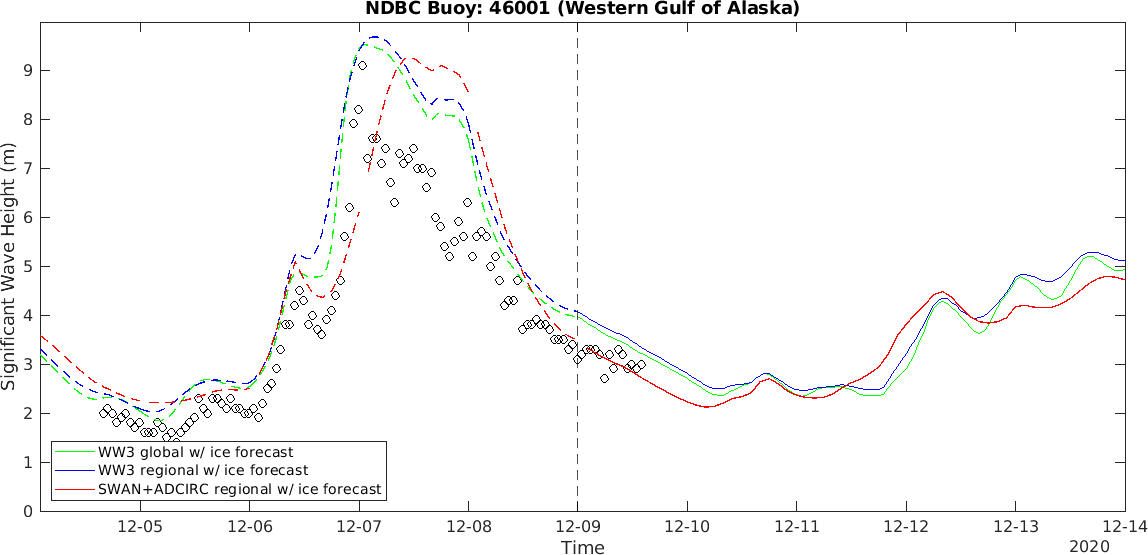 NDBC Buoy: 46001 (Western Gulf of Alaska)
Significant Wave Height (m)
9
8
7
6
5
4
3
2
1
0
WW3 global w/ ice forecast
WW3 regional w/ ice forecast
SWAN+ADCIRC regional w/ ice forecast
12-05 12-06 12-07 12-08 12-09 12-10 12-11 12-12 12-13 12-14
Time
2020